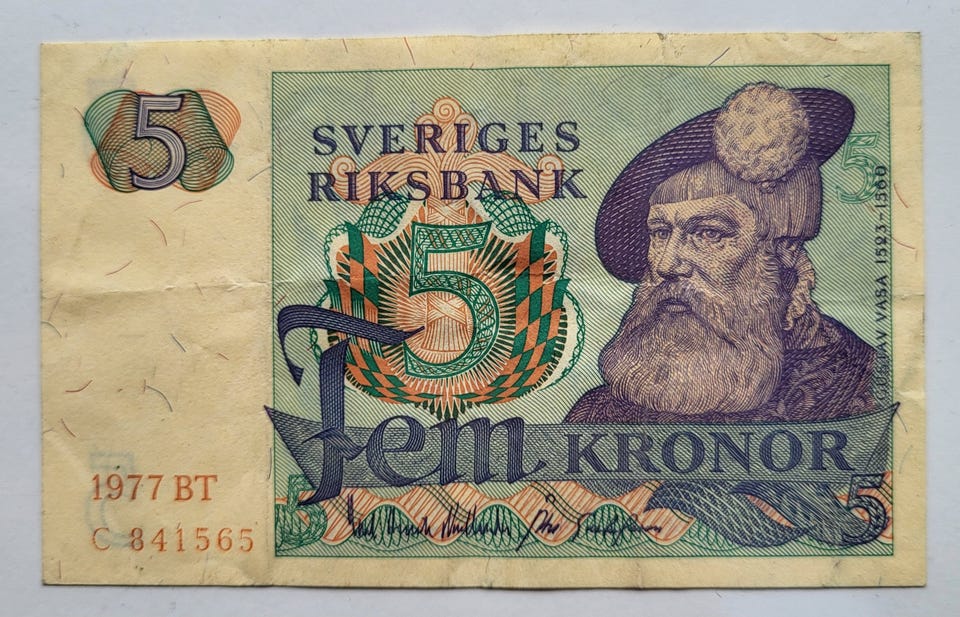 5
SVERIGES
RIKSBANK
5
5
GUSTAV VASA 1523-1560
Fem KRONOR
1977 BT
C 841565
5
5